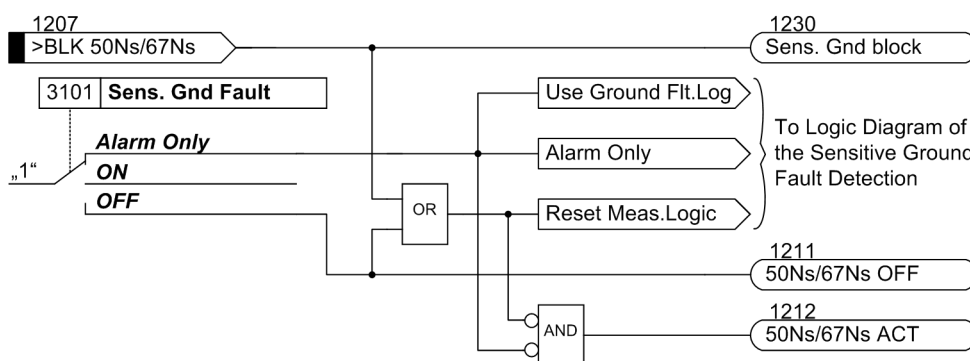 1207
>BLK 50Ns/67Ns
1230
Sens. Gnd block
3101 Sens. Gnd Fault
Use Ground Flt.Log
Alarm Only
„1“
ON
OFF
Alarm Only
To Logic Diagram of
the Sensitive Ground
Fault Detection
OR
Reset Meas.Logic
1211
50Ns/67Ns OFF
AND
1212
50Ns/67Ns ACT